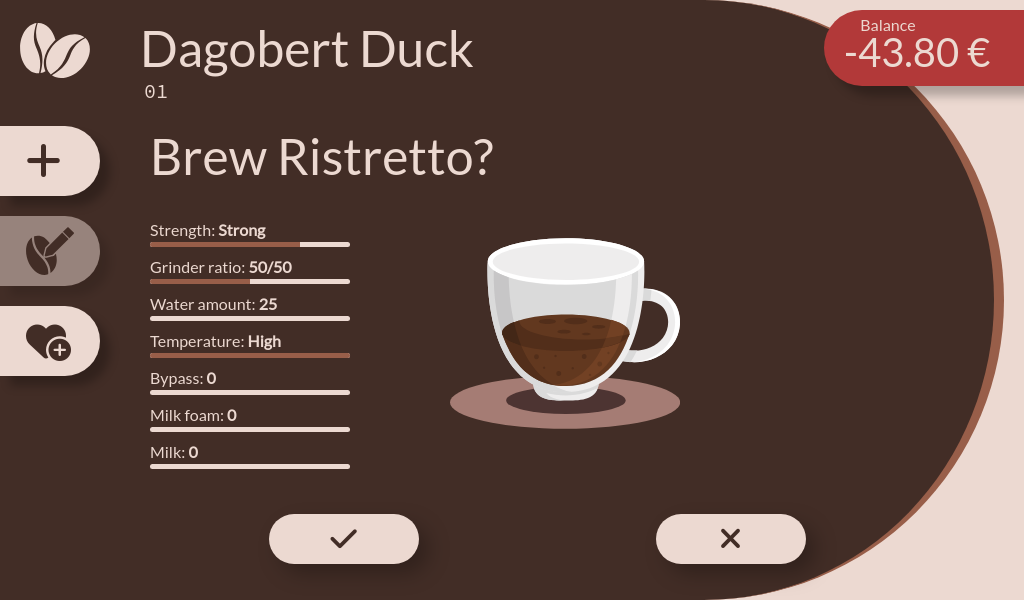 Dagobert Duck
01
Balance
-43.80 €
Brew Ristretto?
Strength: Strong
Grinder ratio: 50/50
Water amount: 25
Temperature: High
Bypass: 0
Milk foam: 0
Milk: 0